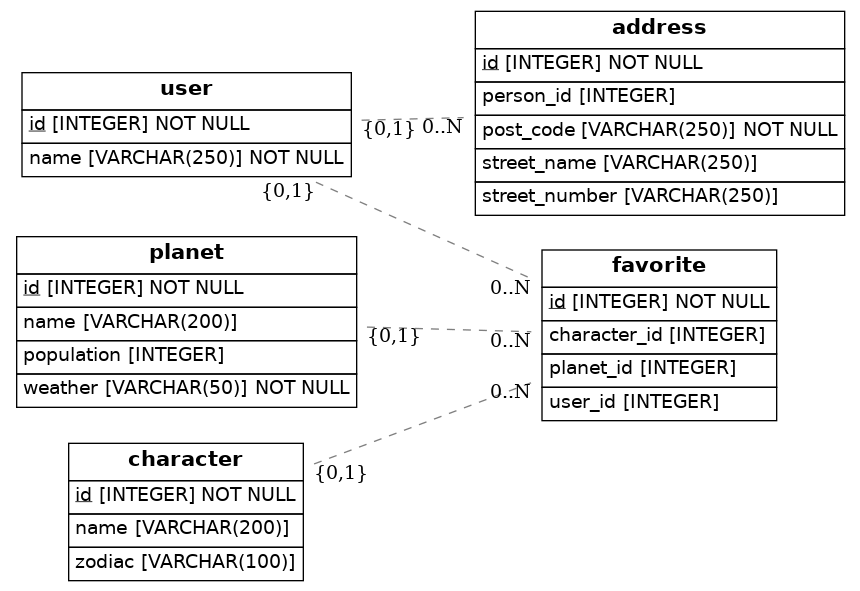 user
id [INTEGER] NOT NULL
name [VARCHAR(250)] NOT NULL
address
id [INTEGER] NOT NULL
person_id [INTEGER]
post_code [VARCHAR(250)] NOT NULL
street_name [VARCHAR(250)]
street_number [VARCHAR(250)]
{0,1}
0..N
{0,1}
0..N
planet
id [INTEGER] NOT NULL
name [VARCHAR(200)]
population [INTEGER]
weather [VARCHAR(50)] NOT NULL
favorite
id [INTEGER] NOT NULL
character_id [INTEGER]
planet_id [INTEGER]
user_id [INTEGER]
{0,1}
0..N
0..N
{0,1}
character
id [INTEGER] NOT NULL
name [VARCHAR(200)]
zodiac [VARCHAR(100)]